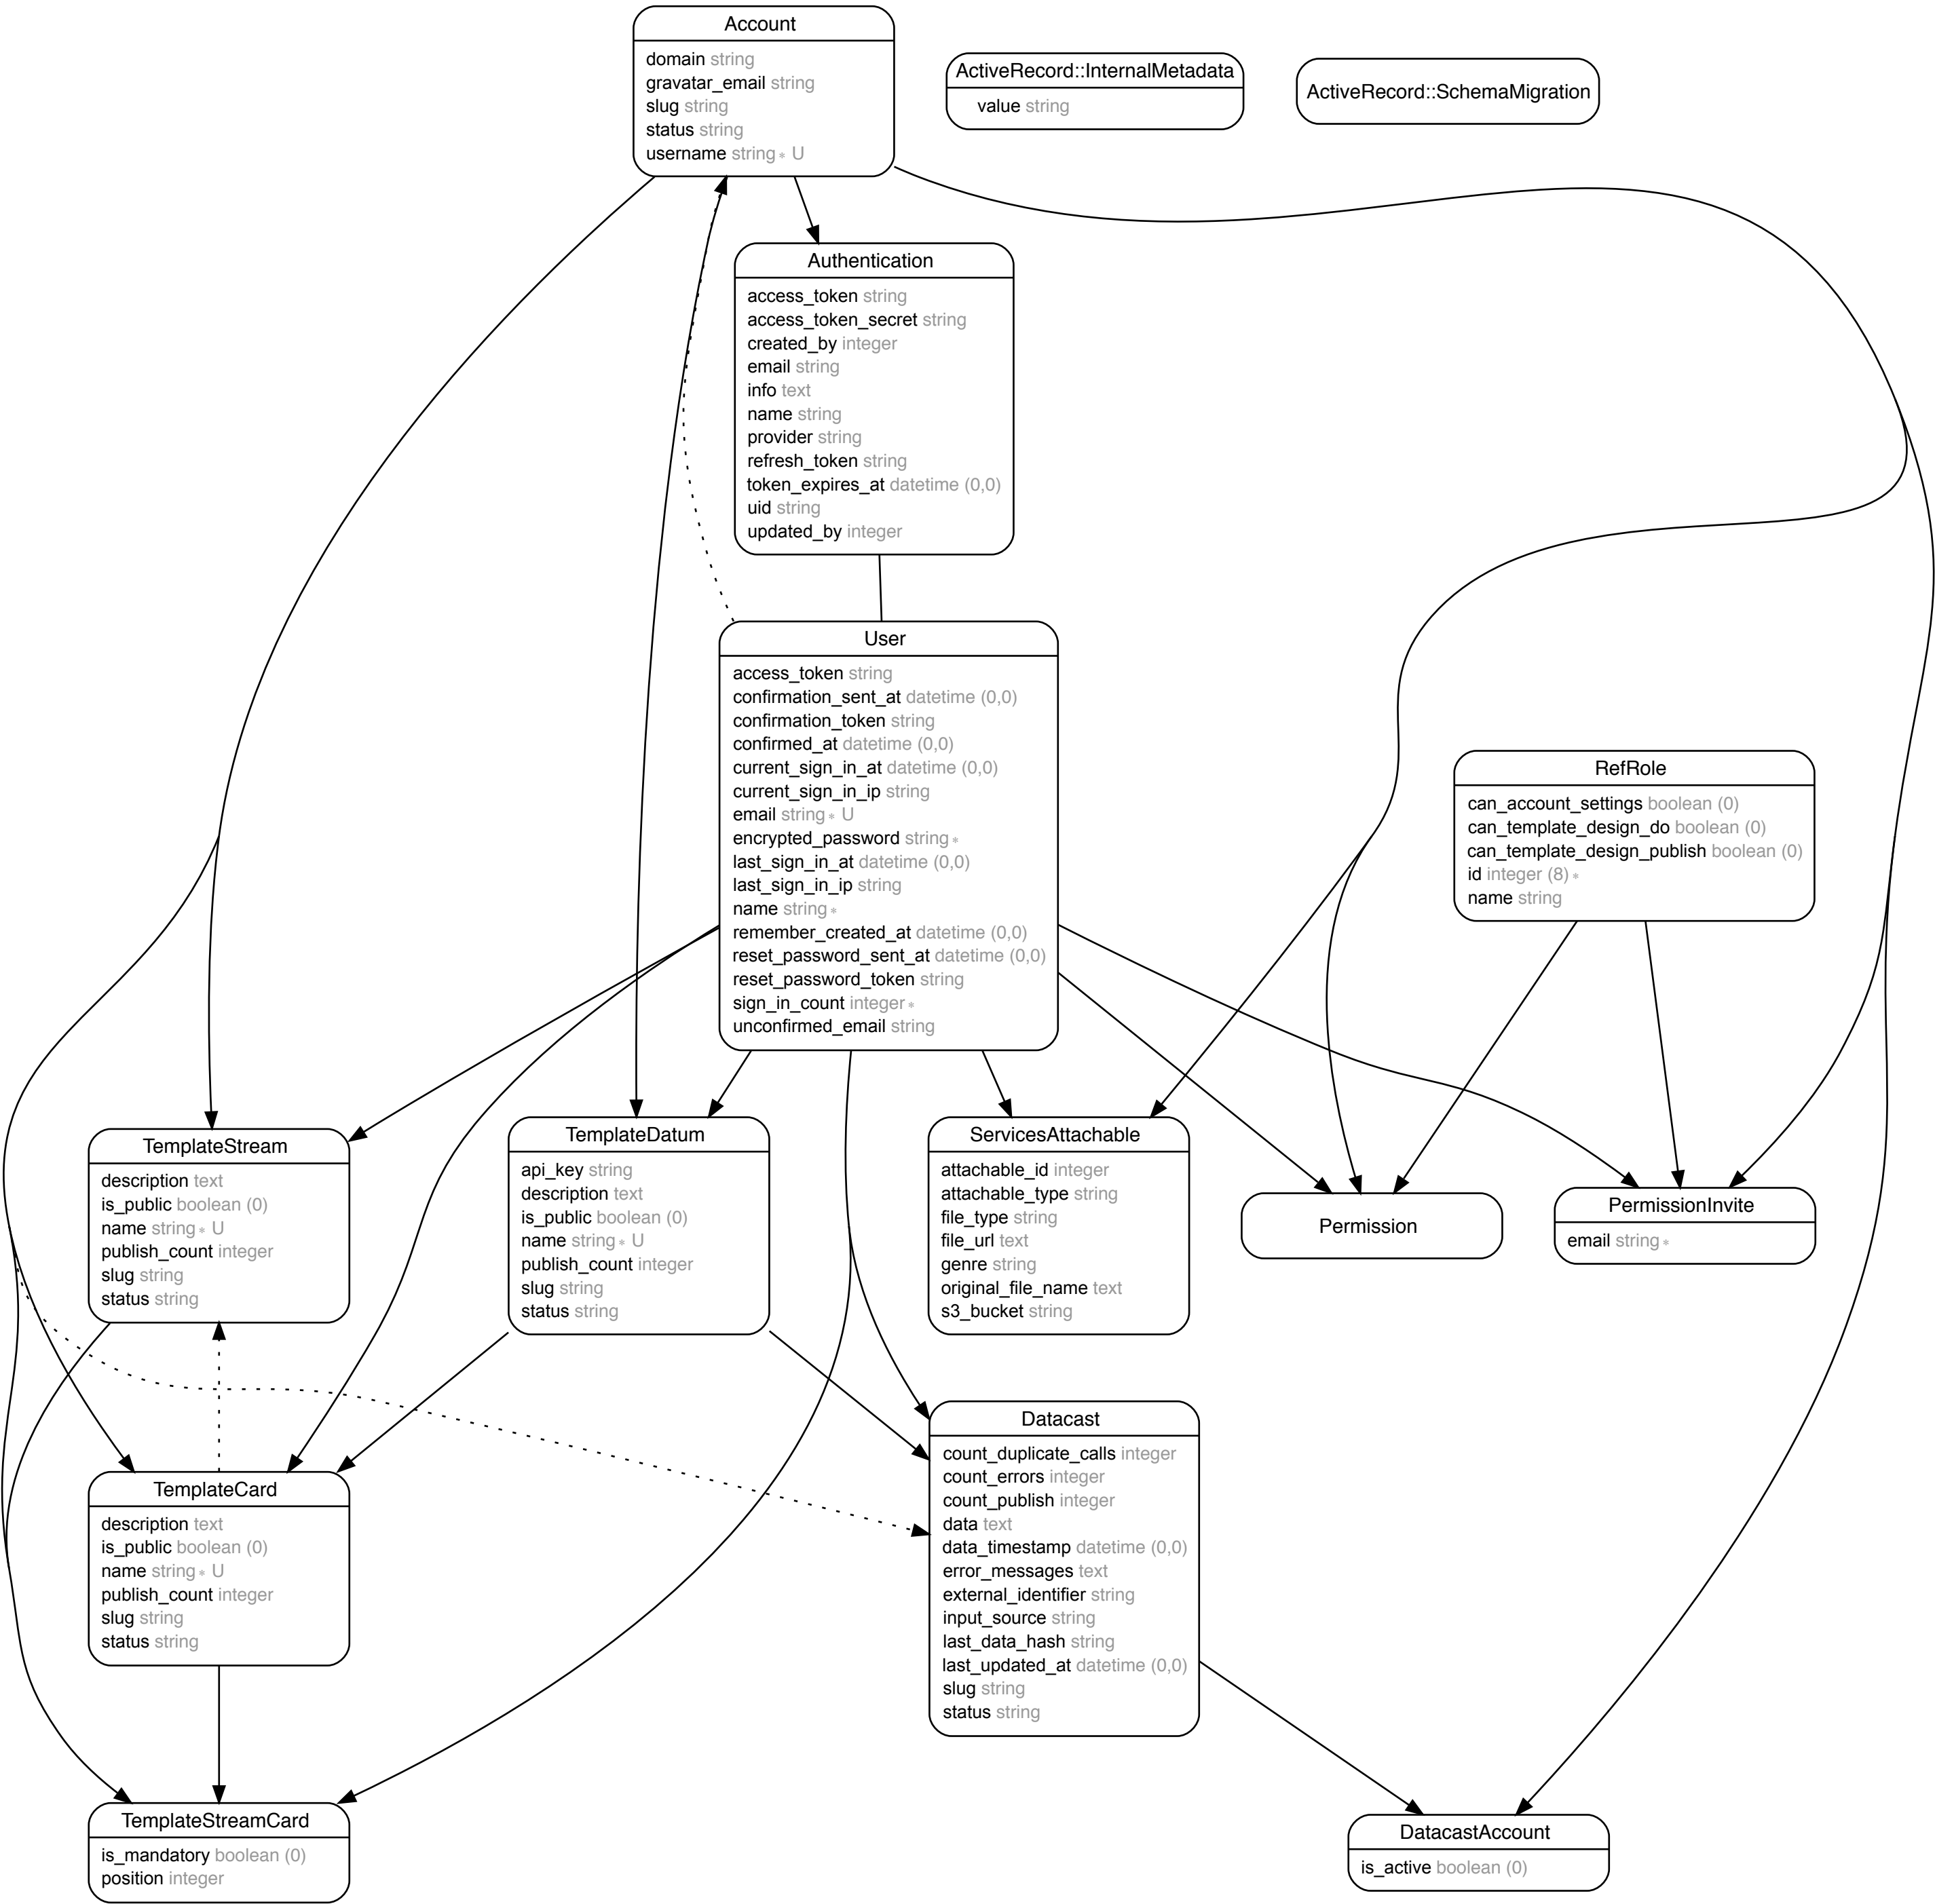 Account
domain string
gravatar_email string
slug string
status string
username string∗ U
ActiveRecord::InternalMetadata
value string
ActiveRecord::SchemaMigration
Authentication
access_token string
access_token_secret string
created_by integer
email string
info text
name string
provider string
refresh_token string
token_expires_at datetime (0,0)
uid string
updated_by integer
User
access_token string
confirmation_sent_at datetime (0,0)
confirmation_token string
confirmed_at datetime (0,0)
current_sign_in_at datetime (0,0)
current_sign_in_ip string
email string∗ U
encrypted_password string∗
last_sign_in_at datetime (0,0)
last_sign_in_ip string
name string∗
remember_created_at datetime (0,0)
reset_password_sent_at datetime (0,0)
reset_password_token string
sign_in_count integer∗
unconfirmed_email string
RefRole
can_account_settings boolean (0)
can_template_design_do boolean (0)
can_template_design_publish boolean (0)
id integer (8)∗
name string
TemplateStream
description text
is_public boolean (0)
name string∗ U
publish_count integer
slug string
status string
TemplateDatum
api_key string
description text
is_public boolean (0)
name string∗ U
publish_count integer
slug string
status string
ServicesAttachable
attachable_id integer
attachable_type string
file_type string
file_url text
genre string
original_file_name text
s3_bucket string
Permission
PermissionInvite
email string∗
Datacast
count_duplicate_calls integer
count_errors integer
count_publish integer
data text
data_timestamp datetime (0,0)
error_messages text
external_identifier string
input_source string
last_data_hash string
last_updated_at datetime (0,0)
slug string
status string
TemplateCard
description text
is_public boolean (0)
name string∗ U
publish_count integer
slug string
status string
TemplateStreamCard
is_mandatory boolean (0)
position integer
DatacastAccount
is_active boolean (0)